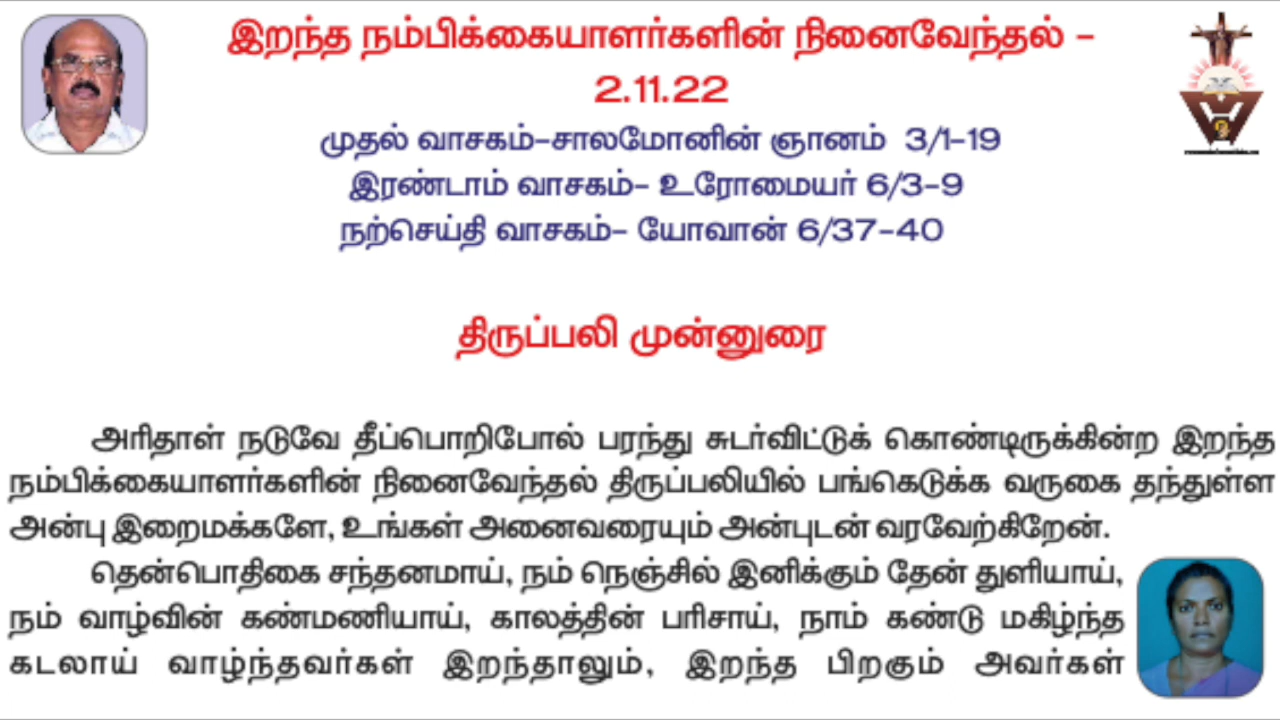 இறந்த நம்பிக்கையாளர்களின் நினைவேந்தல் -
2.11.22
முதல் வாசகம்-சாலமோனின் ஞானம் 3/1-19
இரண்டாம் வாசகம்- உரோமையர் 6/3-9
நற்செய்தி வாசகம்- யோவான் 6/37-40
திருப்பலி முன்னுரை
அரிதாள் நடுவே தீப்பொறிபோல் பரந்து சுடர்விட்டுக் கொண்டிருக்கின்ற இறந்த
நம்பிக்கையாளர்களின் நினைவேந்தல் திருப்பலியில் பங்கெடுக்க வருகை தந்துள்ள
அன்பு இறைமக்களே, உங்கள் அனைவரையும் அன்புடன் வரவேற்கிறேன்.
தென்பொதிகை சந்தனமாய், நம் நெஞ்சில் இனிக்கும் தேன் துளியாய்,
நம் வாழ்வின் கண்மணியாய், காலத்தின் பரிசாய், நாம் கண்டு மகிழ்ந்த
கடலாய் வாழ்ந்தவர்கள் இறந்தாலும், இறந்த பிறகும் அவர்கள்